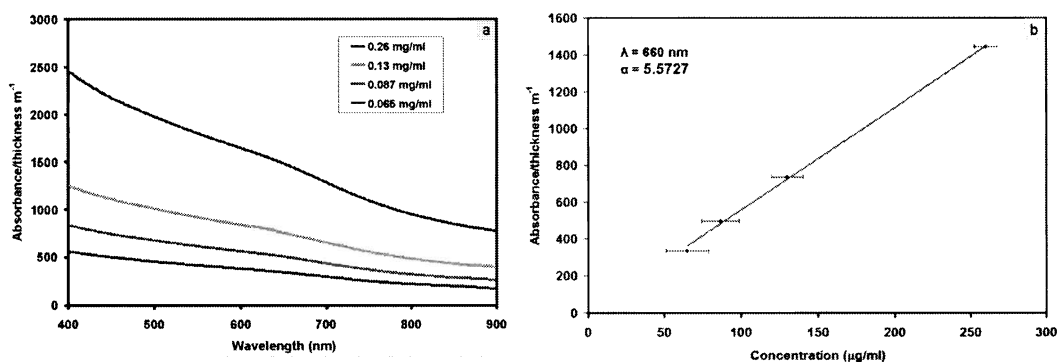 a
3000
2500
2000
1500
1000
500
0
Absorbance/thickness m⁻¹
0.26 mg/ml
0.13 mg/ml
0.087 mg/ml
0.065 mg/ml
400 500 600 700 800 900
Wavelength (nm)
b
1600
1400
1200
1000
800
600
400
200
0
Absorbance/thickness m⁻¹
λ = 660 nm
α = 5.5727
0 50 100 150 200 250 300
Concentration (µg/ml)